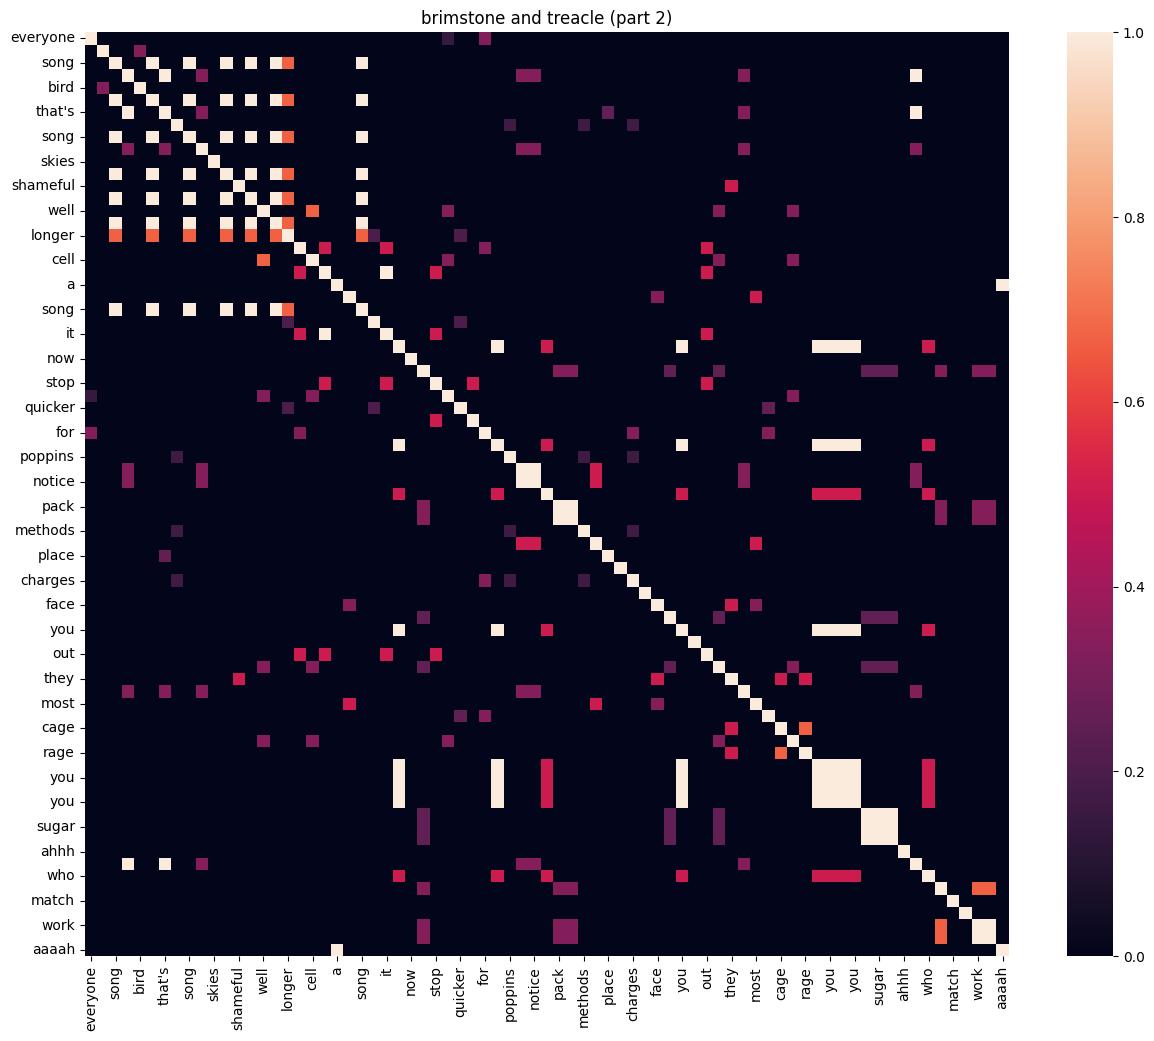 brimstone and treacle (part 2)
everyone
song
bird
that's
song
skies
shameful
well
longer
cell
a
song
it
now
stop
quicker
for
poppins
notice
pack
methods
place
charges
face
you
out
they
most
cage
rage
you
you
sugar
ahhh
who
match
work
aaaah
1.0
0.8
0.6
0.4
0.2
0.0
everyone
song
bird
that's
song
skies
shameful
well
longer
cell
a
song
it
now
stop
quicker
for
poppins
notice
pack
methods
place
charges
face
you
out
they
most
cage
rage
you
you
sugar
ahhh
who
match
work
aaaah